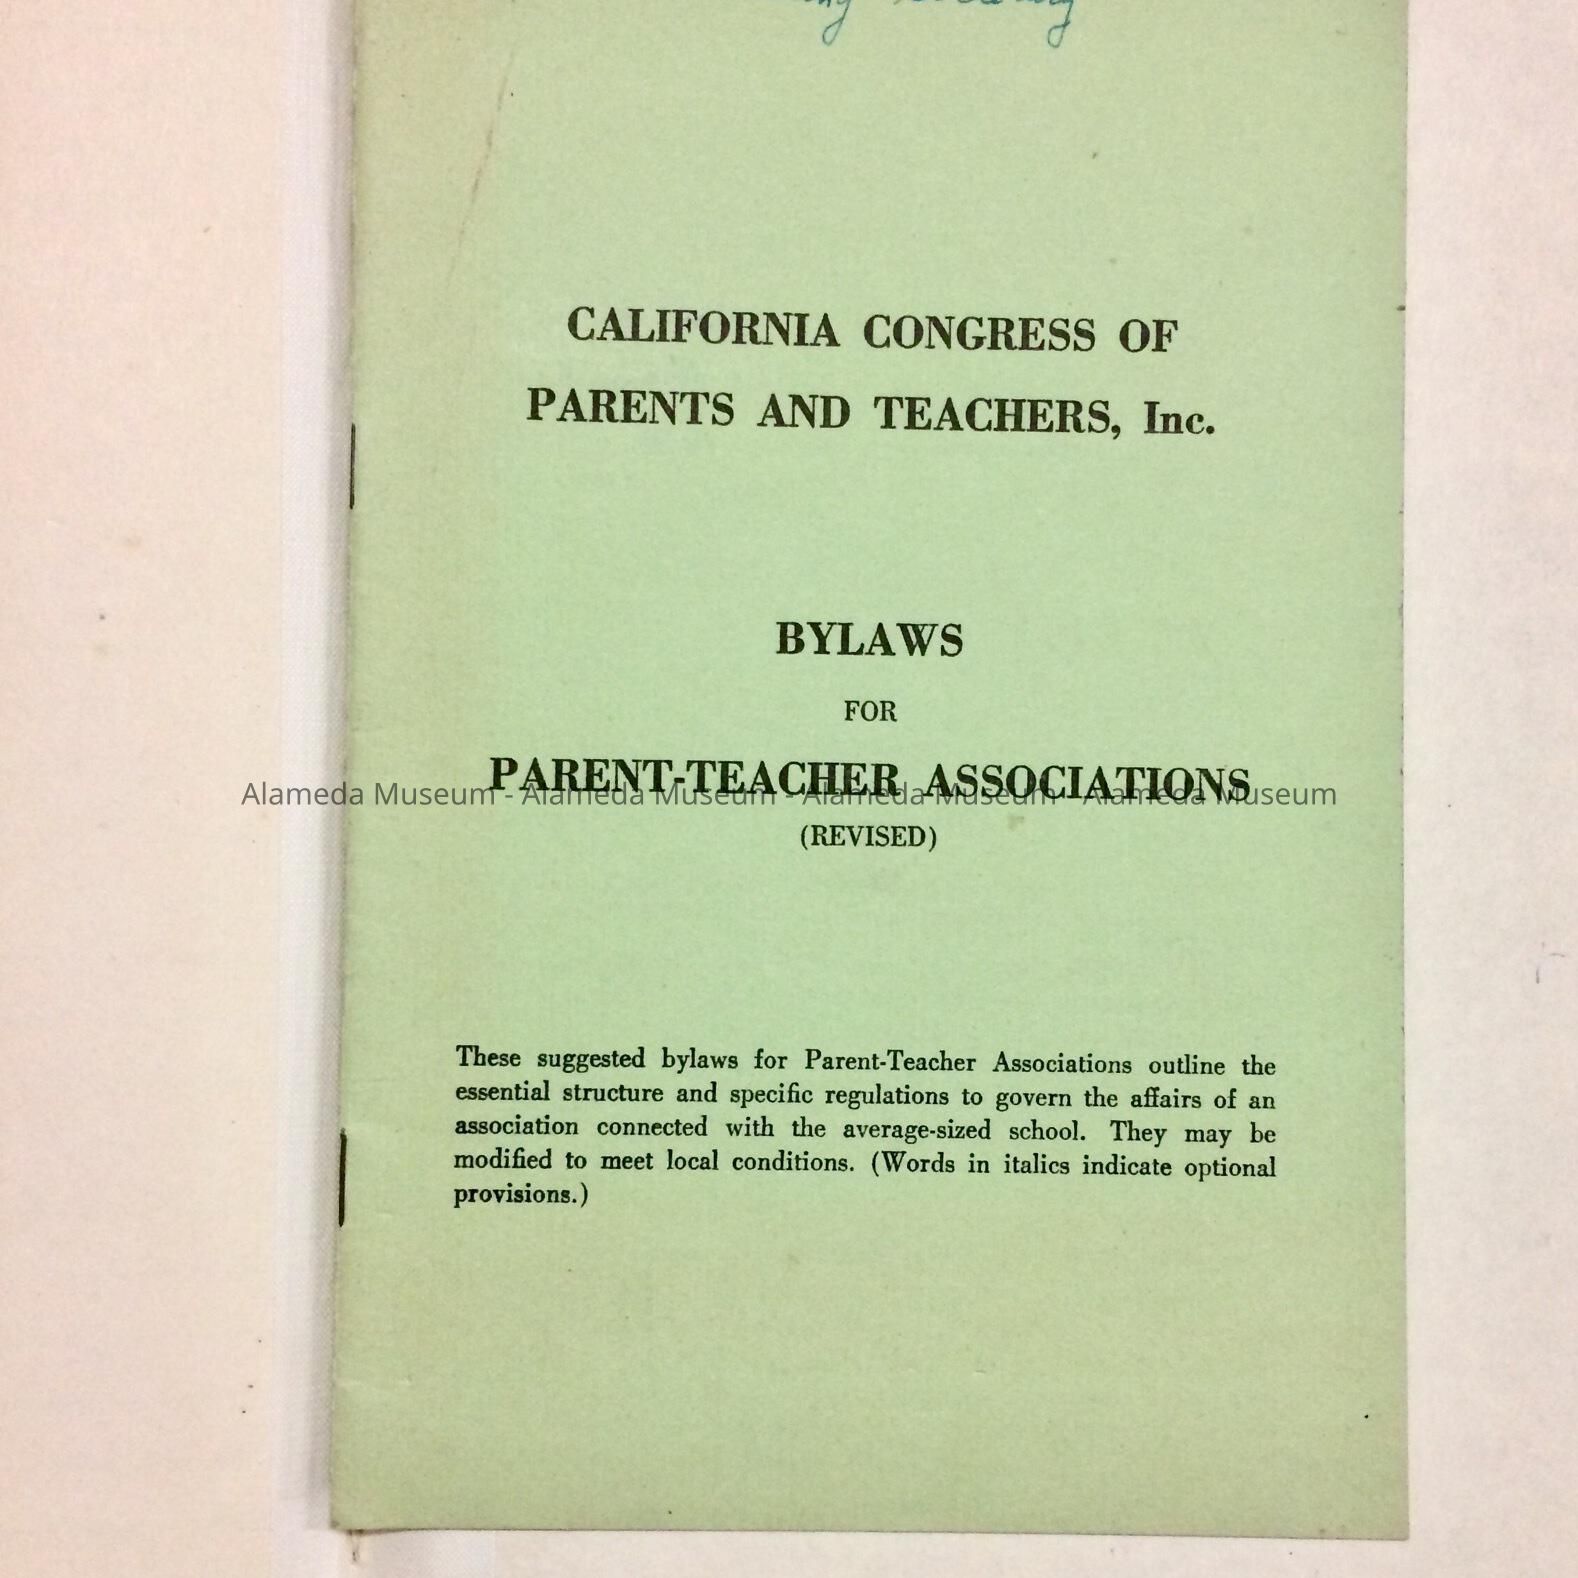 CALIFORNIA CONGRESS OF
PARENTS AND TEACHERS, Inc.
BYLAWS
FOR
PARENT-TEACHER ASSOCIATIONS
Alameda Museum - Alameda Museum - Alameda Museum - Alameda Museum
(REVISED)
These suggested bylaws for Parent-Teacher Associations outline the
essential structure and specific regulations to govern the affairs of an
association connected with the average-sized school. They may be
modified to meet local conditions. (Words in italics indicate optional
provisions.)